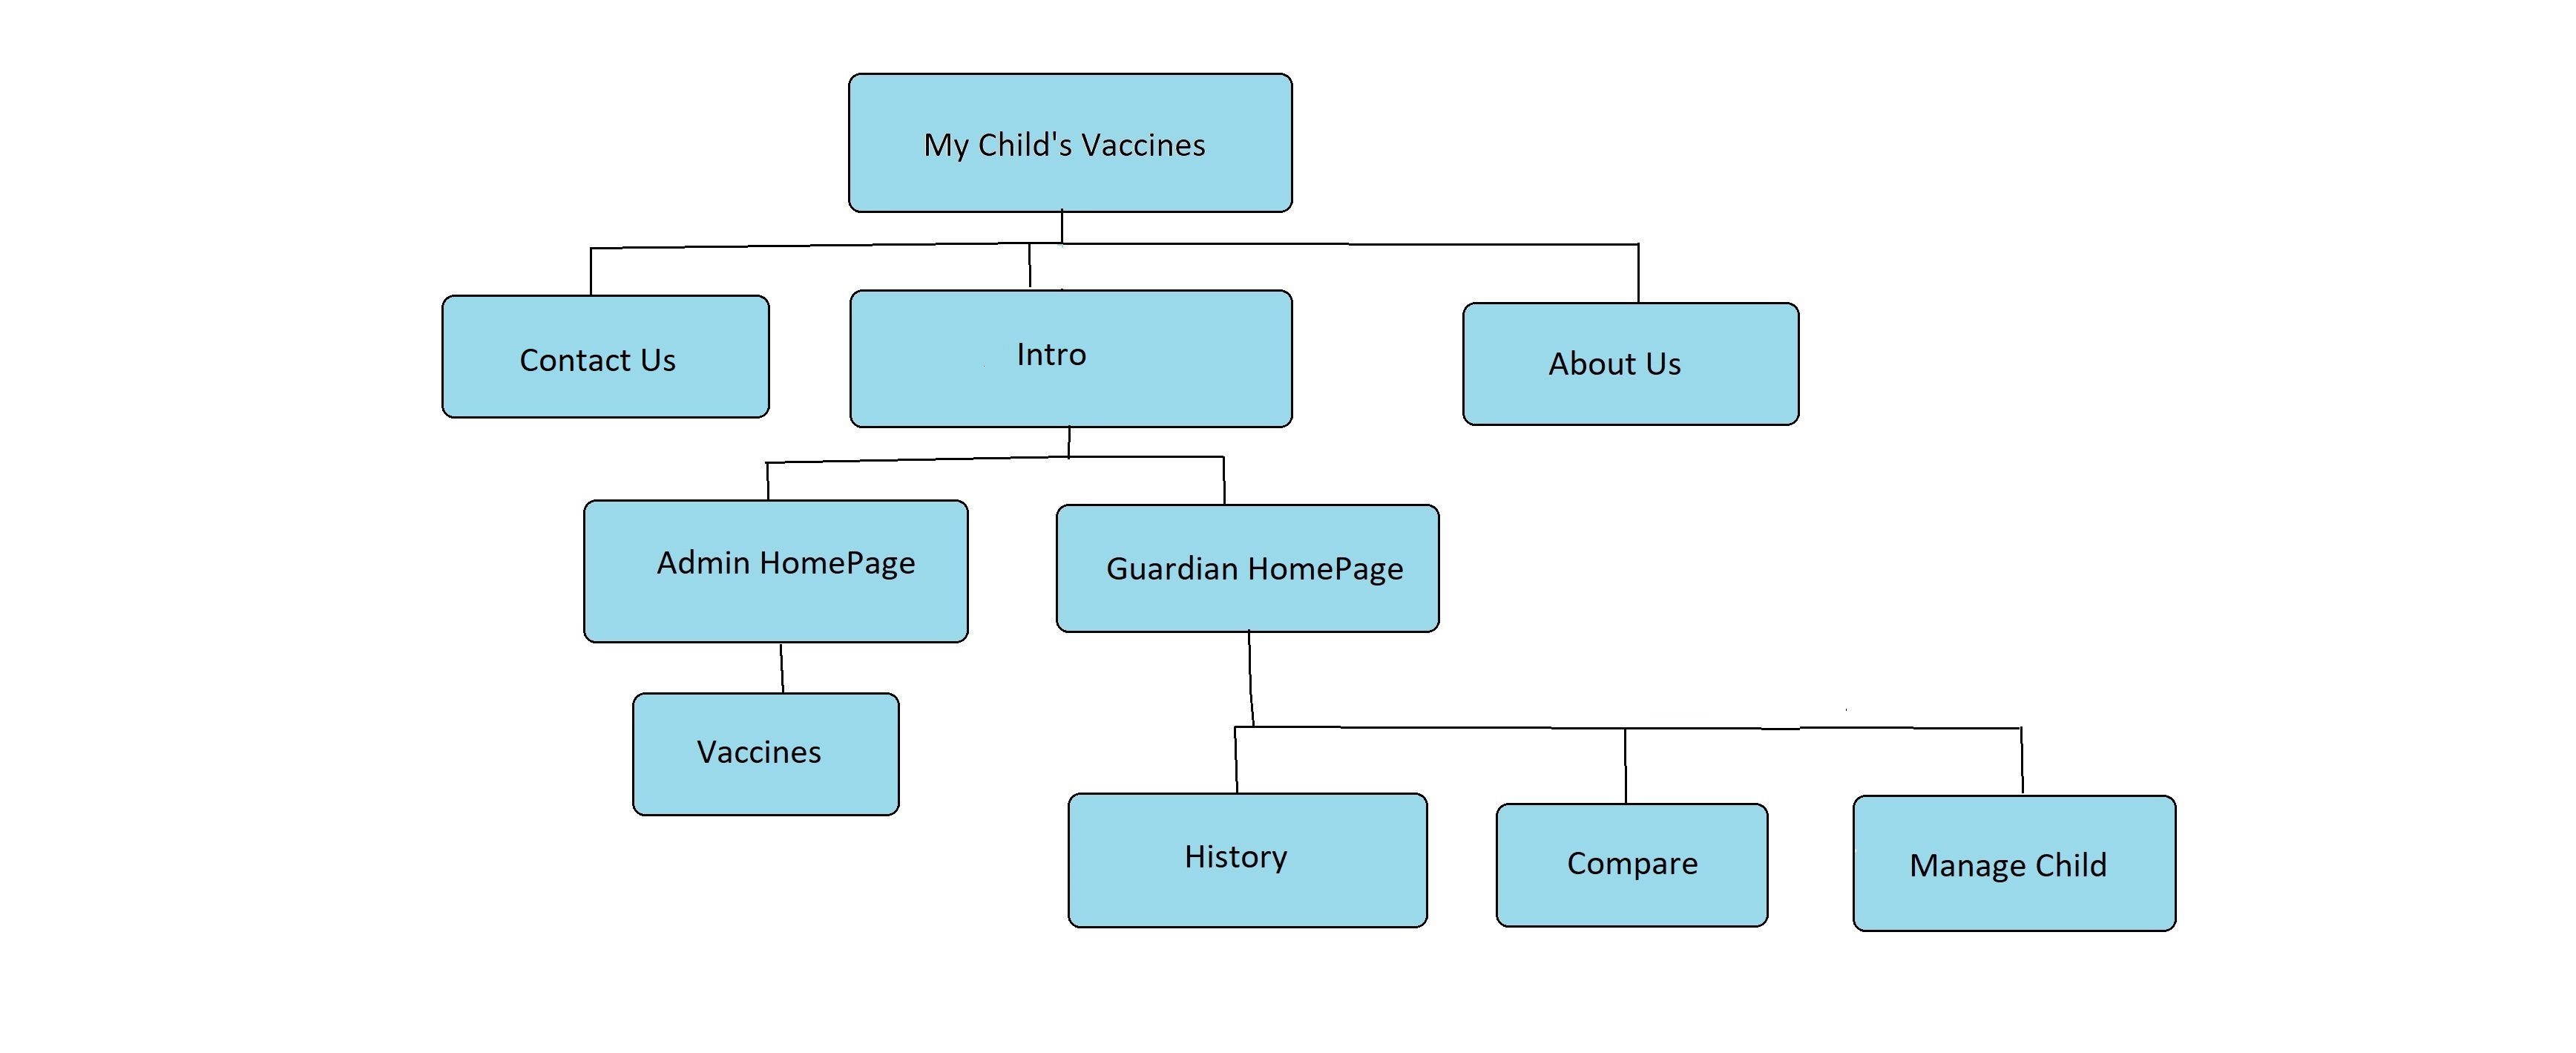 My Child's Vaccines
Contact Us
Intro
About Us
Admin HomePage
Guardian HomePage
Vaccines
History
Compare
Manage Child